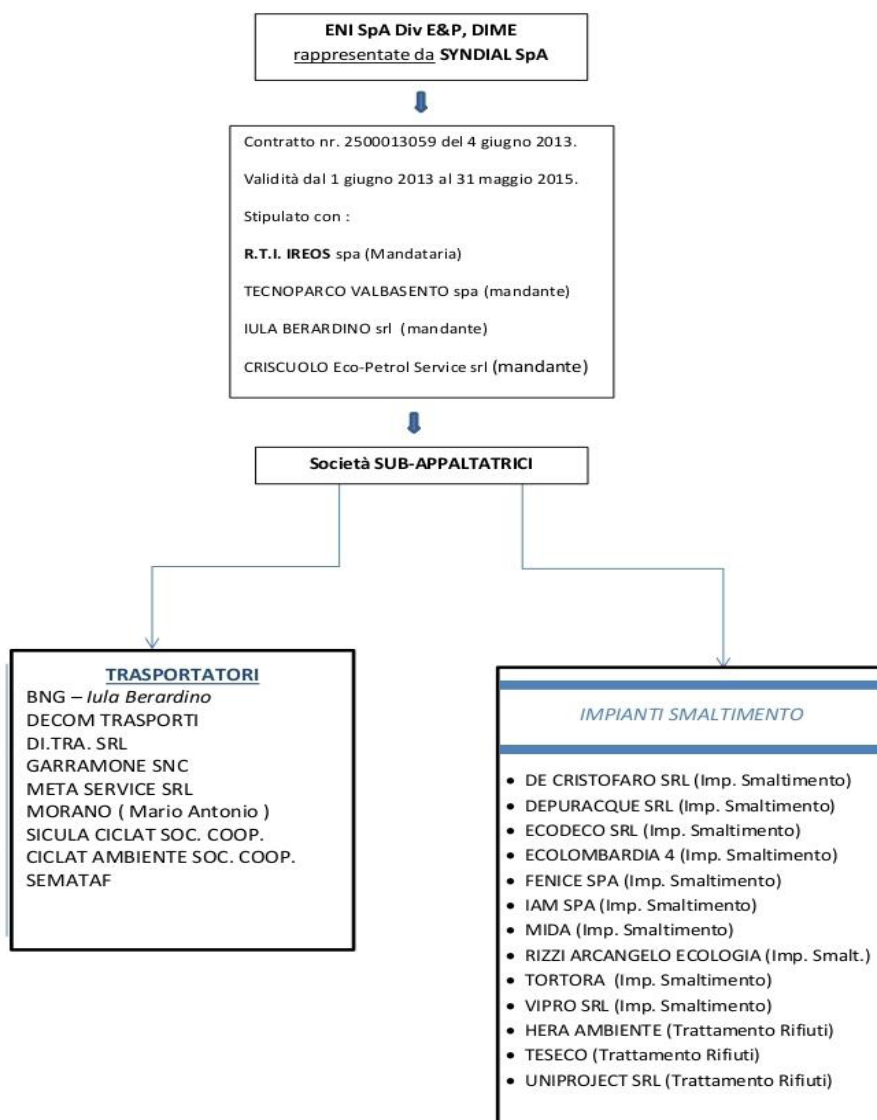 ENI SpA Div E&P, DIME
rappresentate da SYNDIAL SpA
Contratto nr. 2500013059 del 4 giugno 2013.
Validità dal 1 giugno 2013 al 31 maggio 2015.
Stipulato con :
R.T.I. IREOS spa (Mandataria)
TECNOPARCO VALBASENTO spa (mandante)
IULA BERARDINO srl (mandante)
CRISCUOLO Eco-Petrol Service srl (mandante)
Società SUB-APPALTATRICI
TRASPORTATORI
BNG – Iula Berardino
DECOM TRASPORTI
DI.TRA. SRL
GARRAMONE SNC
META SERVICE SRL
MORANO ( Mario Antonio )
SICULA CICLAT SOC. COOP.
CICLAT AMBIENTE SOC. COOP.
SEMATAF
IMPIANTI SMALTIMENTO
• DE CRISTOFARO SRL (Imp. Smaltimento)
• DEPURACQUE SRL (Imp. Smaltimento)
• ECODECO SRL (Imp. Smaltimento)
• ECOLOMBARDIA 4 (Imp. Smaltimento)
• FENICE SPA (Imp. Smaltimento)
• IAM SPA (Imp. Smaltimento)
• MIDA (Imp. Smaltimento)
• RIZZI ARCANGELO ECOLOGIA (Imp. Smalt.)
• TORTORA (Imp. Smaltimento)
• VIPRO SRL (Imp. Smaltimento)
• HERA AMBIENTE (Trattamento Rifiuti)
• TESECO (Trattamento Rifiuti)
• UNIPROJECT SRL (Trattamento Rifiuti)